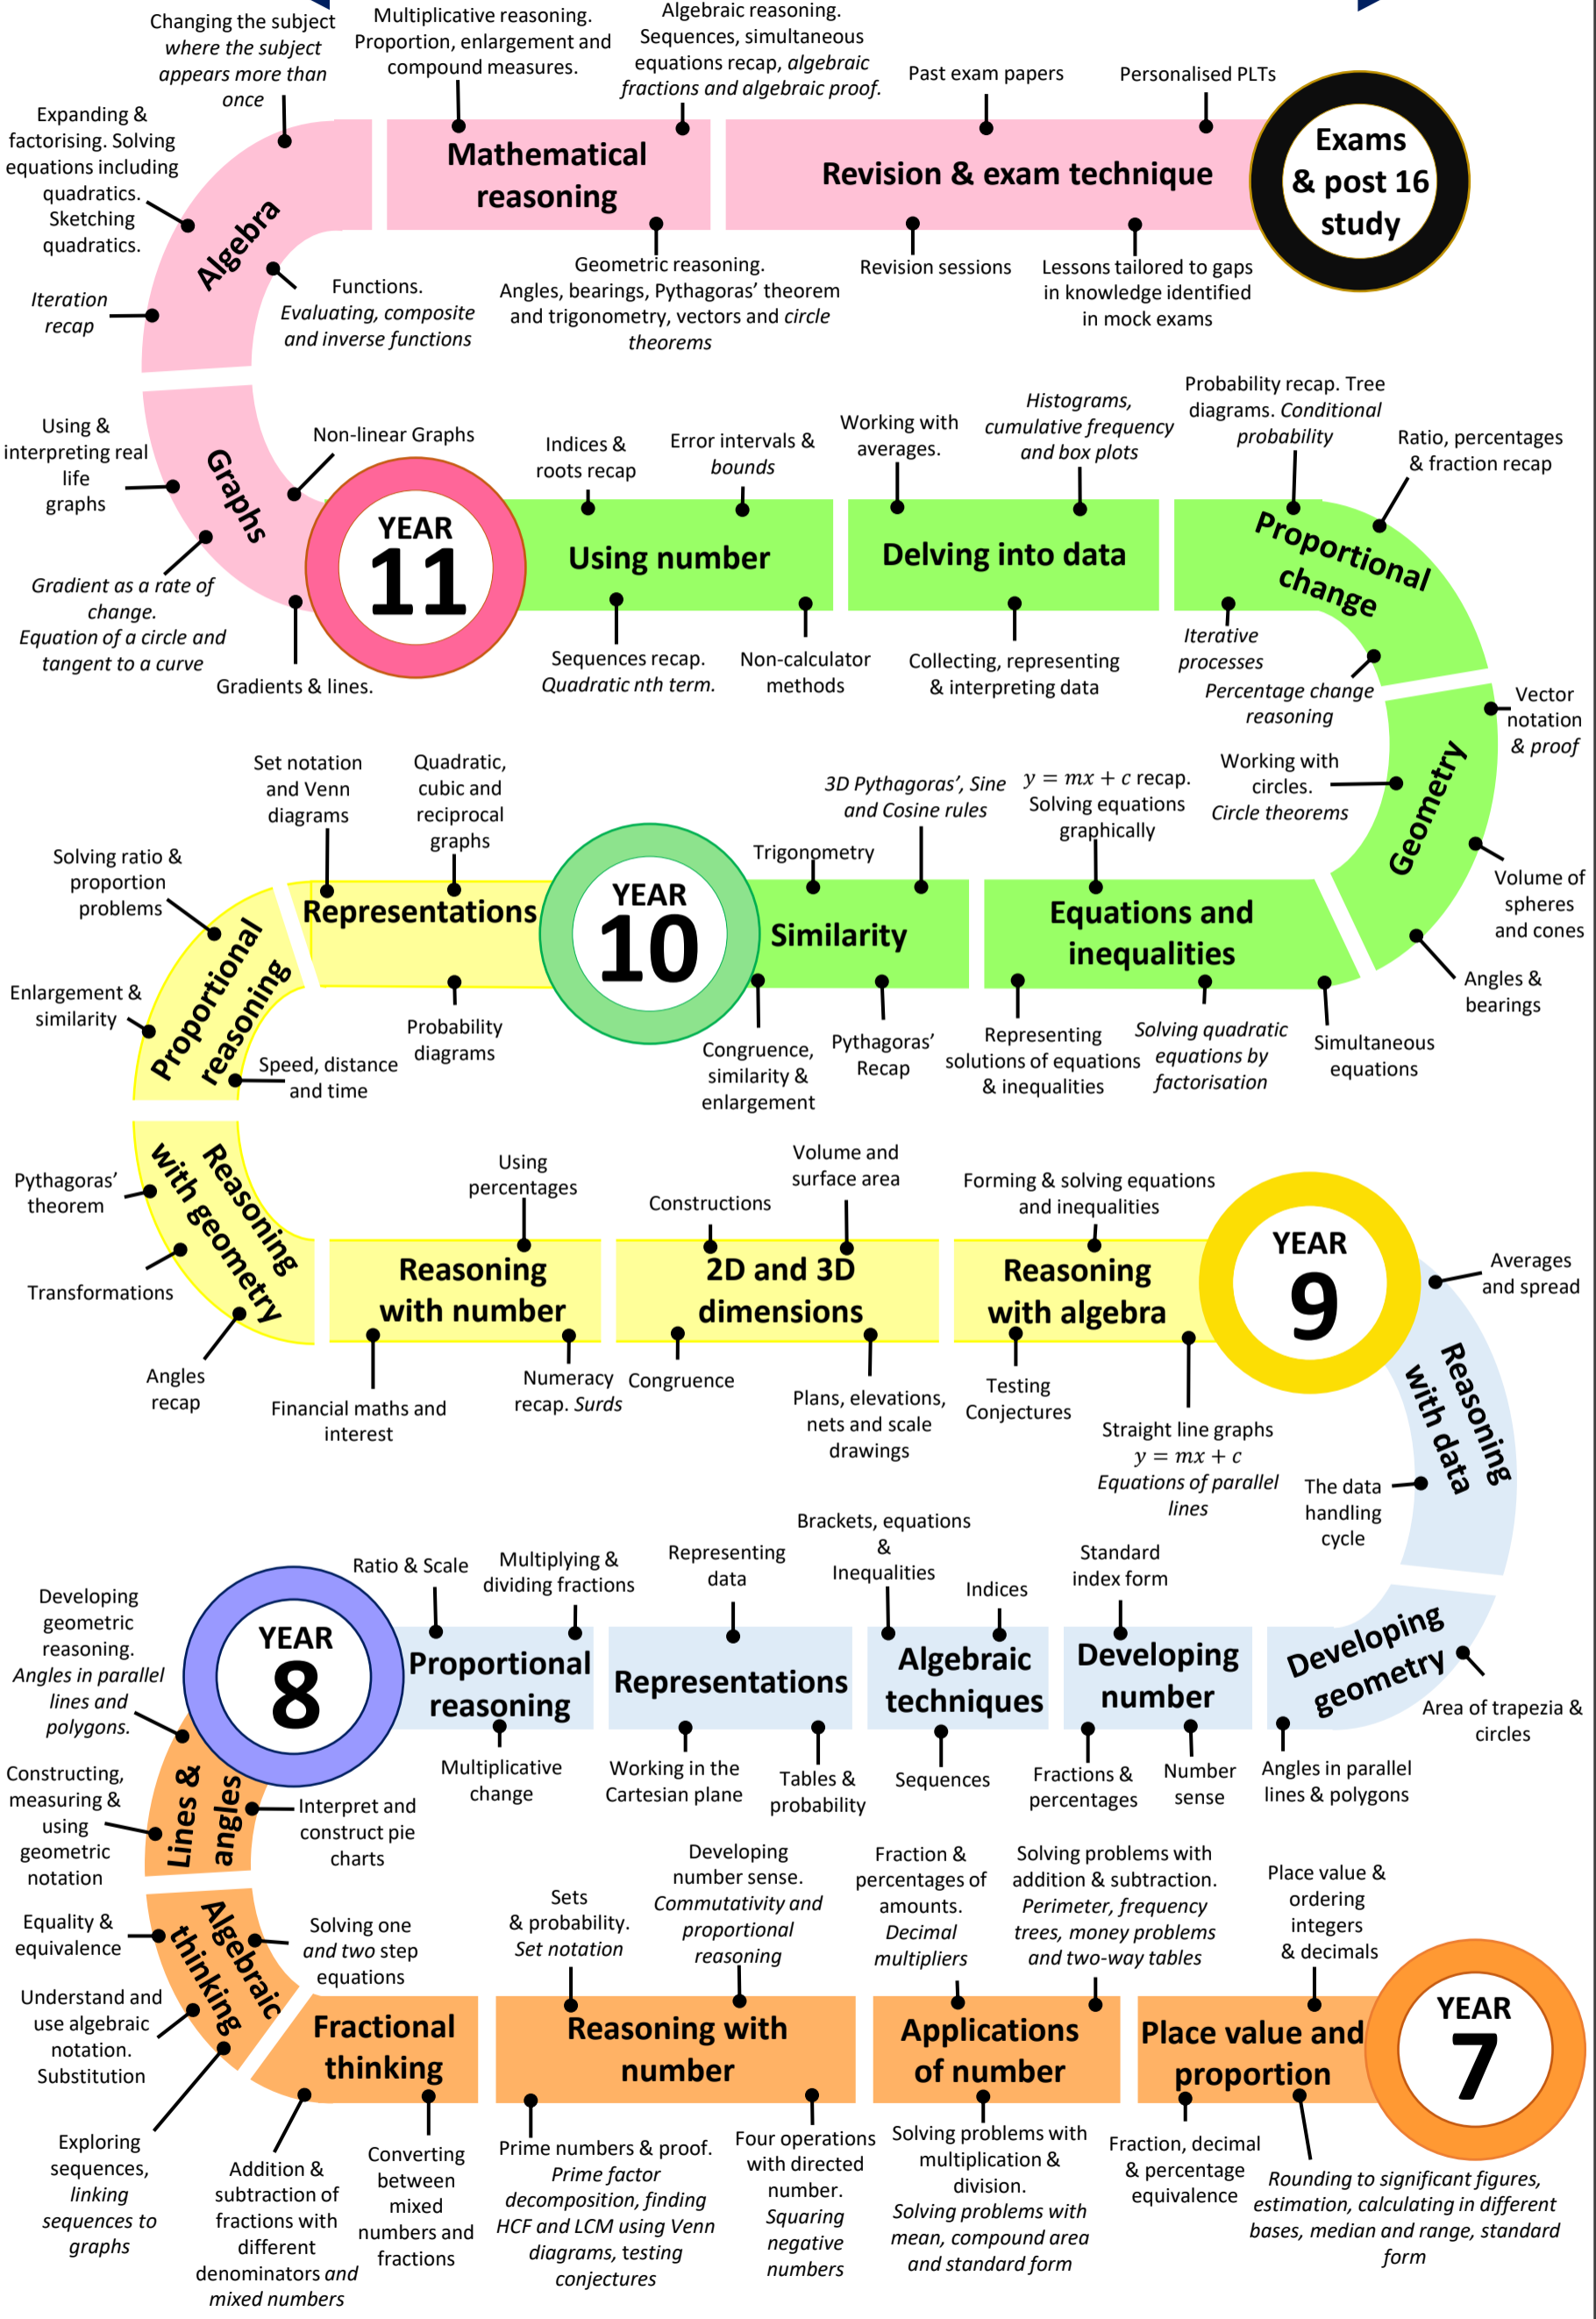 Changing the subject
where the subject
appears more than
once
Multiplicative reasoning.
Proportion, enlargement and
compound measures.
Algebraic reasoning.
Sequences, simultaneous
equations recap, algebraic
fractions and algebraic proof.
Past exam papers
Personalised PLTs
Expanding &
factorising. Solving
equations including
quadratics.
Sketching
quadratics.
Algebra
Mathematical
reasoning
Revision & exam technique
Exams
& post 16
study
Iteration
recap
Functions.
Evaluating, composite
and inverse functions
Geometric reasoning.
Angles, bearings, Pythagoras’ theorem
and trigonometry, vectors and circle
theorems
Revision sessions
Lessons tailored to gaps
in knowledge identified
in mock exams
Using &
interpreting real
life
graphs
Graphs
Non-linear Graphs
Gradient as a rate of
change.
Equation of a circle and
tangent to a curve
Gradients & lines.
YEAR
11
Indices &
roots recap
Error intervals &
bounds
Using number
Sequences recap.
Quadratic nth term.
Non-calculator
methods
Working with
averages.
Histograms,
cumulative frequency
and box plots
Delving into data
Collecting, representing
& interpreting data
Probability recap. Tree
diagrams. Conditional
probability
Ratio, percentages
& fraction recap
Proportional
change
Iterative
processes
Percentage change
reasoning
Vector
notation
& proof
Working with
circles.
Circle theorems
Geometry
Volume of
spheres
and cones
Angles &
bearings
Set notation
and Venn
diagrams
Quadratic,
cubic and
reciprocal
graphs
Solving ratio &
proportion
problems
Representations
YEAR
10
Trigonometry
3D Pythagoras’, Sine
and Cosine rules
y = mx + c recap.
Solving equations
graphically
Similarity
Equations and
inequalities
Enlargement &
similarity
Proportional
reasoning
Speed, distance
and time
Probability
diagrams
Congruence,
similarity &
enlargement
Pythagoras’
Recap
Representing
solutions of equations
& inequalities
Solving quadratic
equations by
factorisation
Simultaneous
equations
Pythagoras’
theorem
Reasoning
with geometry
Transformations
Angles
recap
Using
percentages
Constructions
Volume and
surface area
Forming & solving equations
and inequalities
Reasoning
with number
2D and 3D
dimensions
Reasoning
with algebra
YEAR
9
Averages
and spread
Financial maths and
interest
Numeracy
recap. Surds
Congruence
Plans, elevations,
nets and scale
drawings
Testing
Conjectures
Straight line graphs
y = mx + c
Equations of parallel
lines
Reasoning
with data
The data
handling
cycle
Developing
geometric
reasoning.
Angles in parallel
lines and
polygons.
YEAR
8
Ratio & Scale
Multiplying &
dividing fractions
Representing
data
Brackets, equations
&
Inequalities
Indices
Standard
index form
Proportional
reasoning
Representations
Algebraic
techniques
Developing
number
Developing
geometry
Area of trapezia &
circles
Multiplicative
change
Working in the
Cartesian plane
Tables &
probability
Sequences
Fractions &
percentages
Number
sense
Angles in parallel
lines & polygons
Constructing,
measuring &
using
geometric
notation
Lines &
angles
Interpret and
construct pie
charts
Equality &
equivalence
Algebraic
thinking
Solving one
and two step
equations
Understand and
use algebraic
notation.
Substitution
Exploring
sequences,
linking
sequences to
graphs
Sets
& probability.
Set notation
Developing
number sense.
Commutativity and
proportional
reasoning
Fraction &
percentages of
amounts.
Decimal
multipliers
Solving problems with
addition & subtraction.
Perimeter, frequency
trees, money problems
and two-way tables
Place value &
ordering
integers
& decimals
Fractional
thinking
Reasoning with
number
Applications
of number
Place value and
proportion
YEAR
7
Addition &
subtraction of
fractions with
different
denominators and
mixed numbers
Converting
between
mixed
numbers and
fractions
Prime numbers & proof.
Prime factor
decomposition, finding
HCF and LCM using Venn
diagrams, testing
conjectures
Four operations
with directed
number.
Squaring
negative
numbers
Solving problems with
multiplication &
division.
Solving problems with
mean, compound area
and standard form
Fraction, decimal
& percentage
equivalence
Rounding to significant figures,
estimation, calculating in different
bases, median and range, standard
form